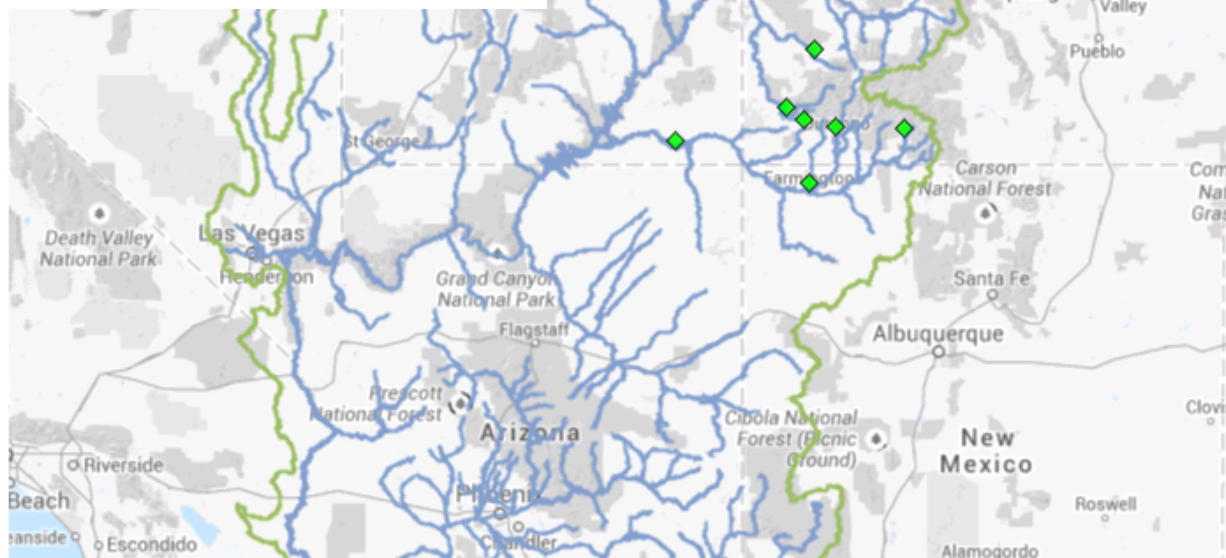 Valley
Pueblo
St George
Durango
Farmington
Carson
National Forest
Death Valley
National Park
Las Vegas
Henderson
Grand Canyon
National Park
Santa Fe
Flagstaff
Albuquerque
Prescott
National Forest
Arizona
Cibola National
Forest (Picnic
Ground)
New
Mexico
Riverside
Beach
Phoenix
Chandler
Roswell
Escondido
Alamogordo